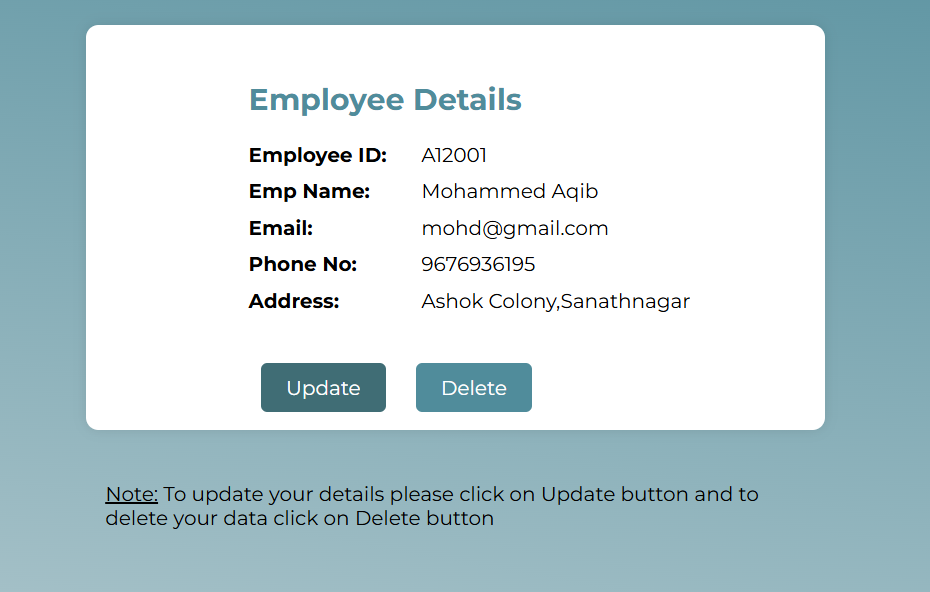 Employee Details
Employee ID: A12001
Emp Name: Mohammed Aqib
Email: mohd@gmail.com
Phone No: 9676936195
Address: Ashok Colony,Sanathnagar
Update Delete
Note: To update your details please click on Update button and to
delete your data click on Delete button